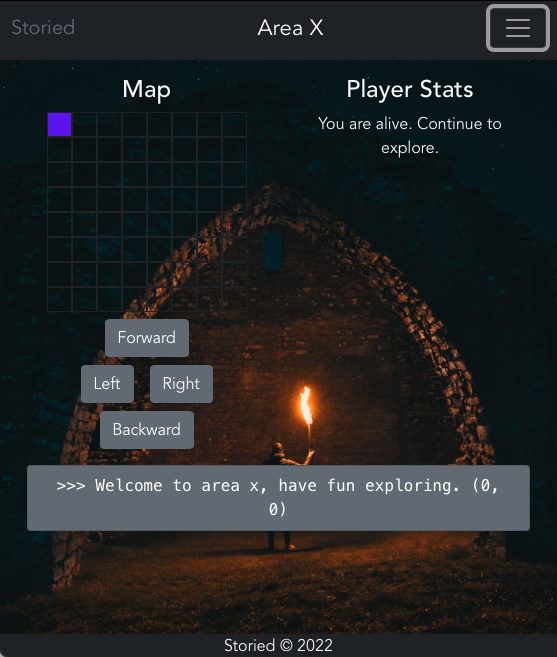 Storied
Area X
Map
Player Stats
You are alive. Continue to
explore.
Forward
Left
Right
Backward
>>> Welcome to area x, have fun exploring. (0,
0)
Storied © 2022